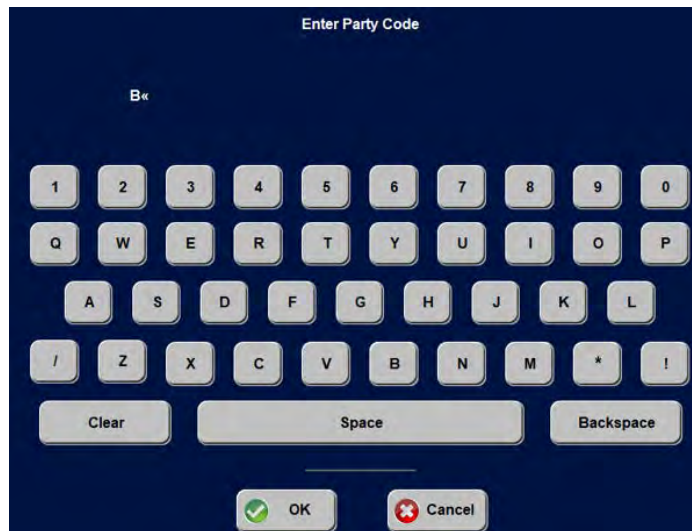 Enter Party Code
B«
1 2 3 4 5 6 7 8 9 0
Q W E R T Y U I O P
A S D F G H J K L
/ Z X C V B N M * !
Clear Space Backspace
OK Cancel